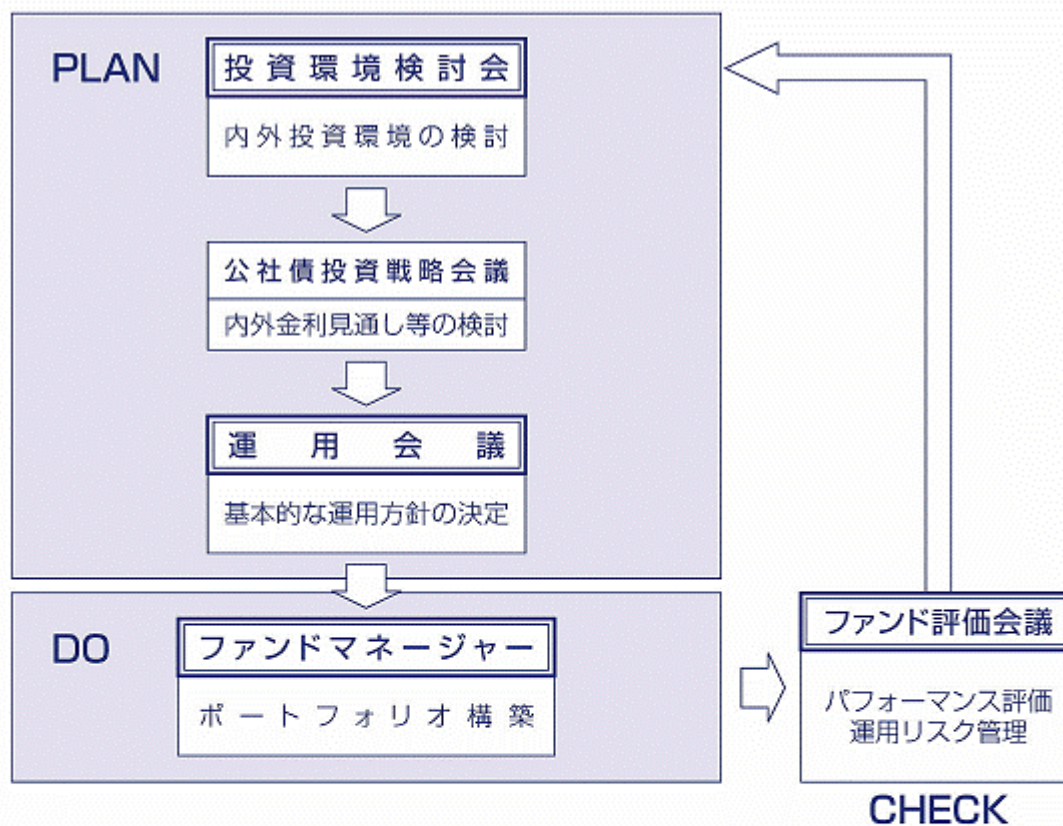 PLAN
投資環境検討会
内外投資環境の検討
公社債投資戦略会議
内外金利見通し等の検討
運用会議
基本的な運用方針の決定
DO
ファンドマネージャー
ポートフォリオ構築
ファンド評価会議
パフォーマンス評価
運用リスク管理
CHECK